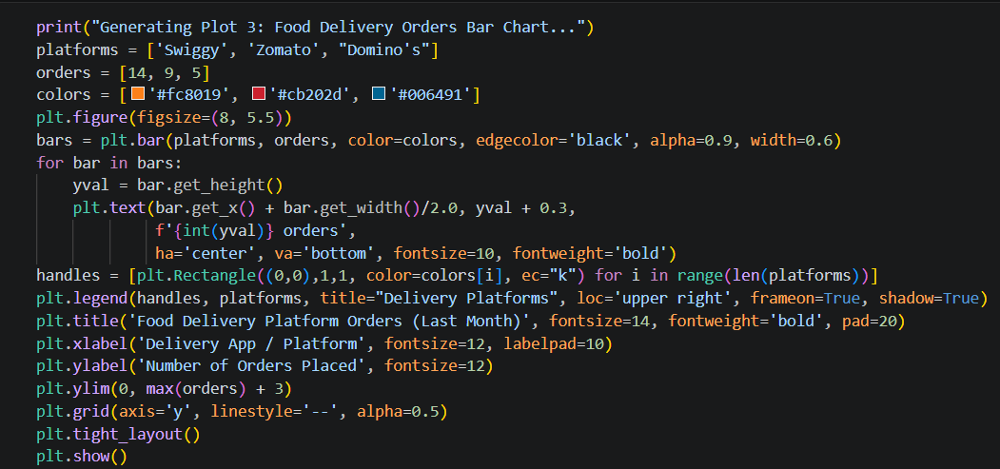 print("Generating Plot 3: Food Delivery Orders Bar Chart...")
platforms = ['Swiggy', 'Zomato', "Domino's"]
orders = [14, 9, 5]
colors = ['#fc8019', '#cb202d', '#006491']
plt.figure(figsize=(8, 5.5))
bars = plt.bar(platforms, orders, color=colors, edgecolor='black', alpha=0.9, width=0.6)
for bar in bars:
    yval = bar.get_height()
    plt.text(bar.get_x() + bar.get_width()/2.0, yval + 0.3,
             f'{int(yval)} orders',
             ha='center', va='bottom', fontsize=10, fontweight='bold')
handles = [plt.Rectangle((0,0),1,1, color=colors[i], ec="k") for i in range(len(platforms))]
plt.legend(handles, platforms, title="Delivery Platforms", loc='upper right', frameon=True, shadow=True)
plt.title('Food Delivery Platform Orders (Last Month)', fontsize=14, fontweight='bold', pad=20)
plt.xlabel('Delivery App / Platform', fontsize=12, labelpad=10)
plt.ylabel('Number of Orders Placed', fontsize=12)
plt.ylim(0, max(orders) + 3)
plt.grid(axis='y', linestyle='--', alpha=0.5)
plt.tight_layout()
plt.show()